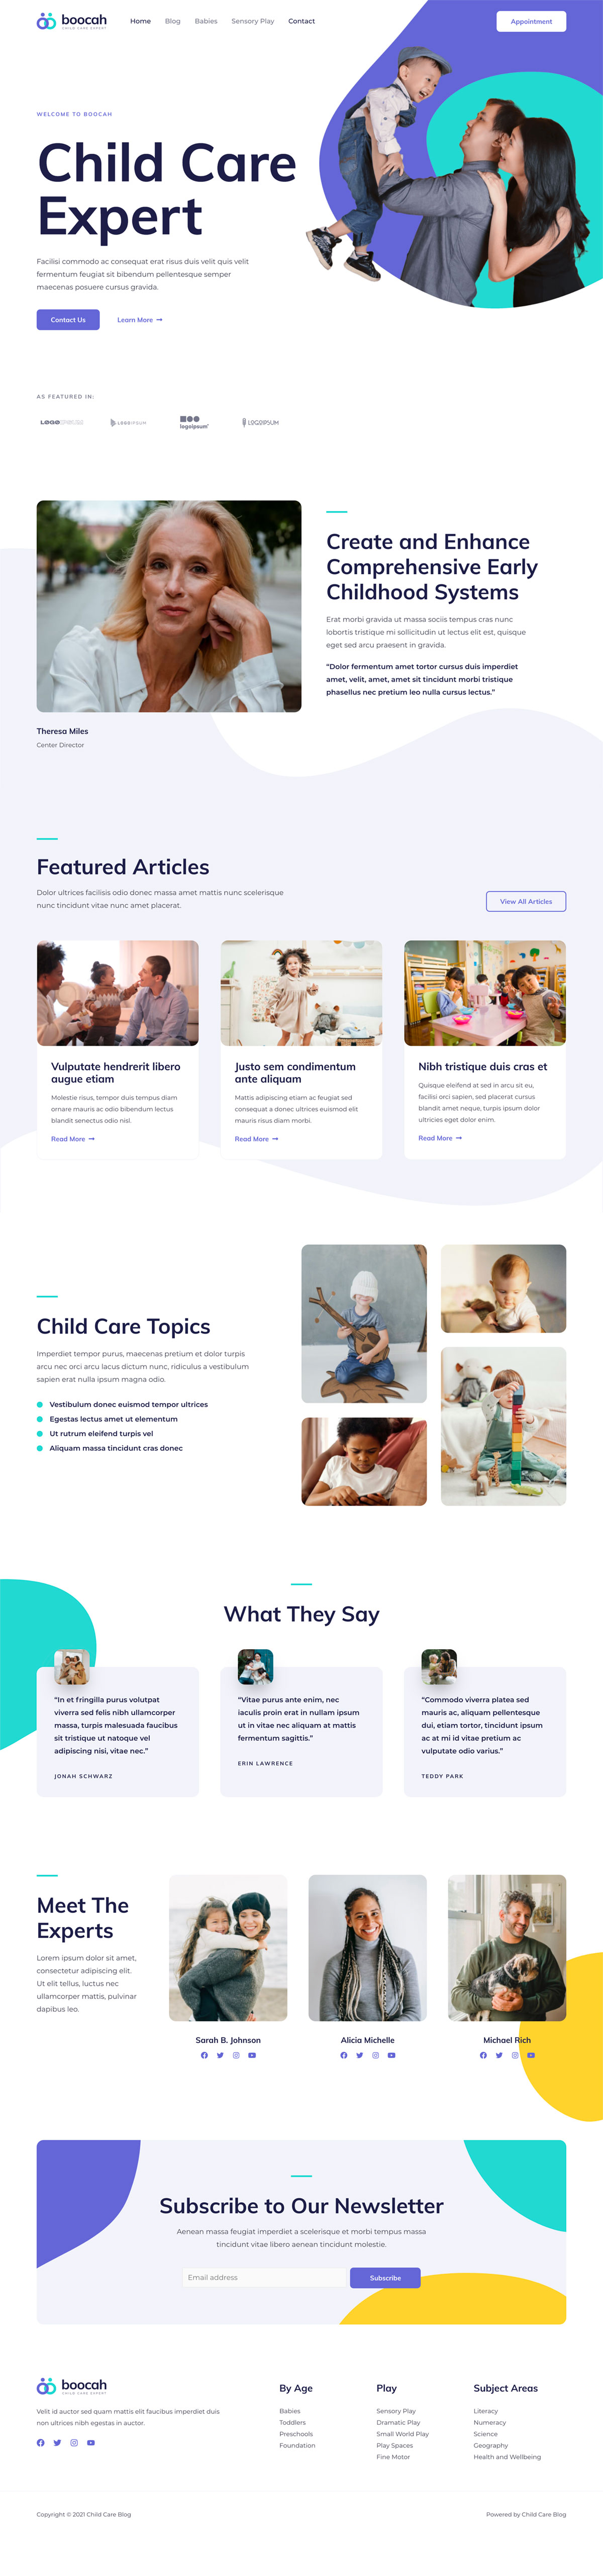 boocah
CHILD CARE EXPERT
Home
Blog
Babies
Sensory Play
Contact
Appointment
WELCOME TO BOOCAH
Child Care
Expert
Facilisi commodo ac consequat erat risus duis velit quis velit
fermentum feugiat sit bibendum pellentesque semper
maecenas posuere cursus gravida.
Contact Us
Learn More
AS FEATURED IN:
LOGOIPSUM
logoipsum
LOGOIPSUM
Create and Enhance
Comprehensive Early
Childhood Systems
Erat morbi gravida ut massa sociis tempus cras nunc
lobortis tristique mi sollicitudin ut lectus elit est, quisque
eget sed arcu praesent in gravida.
“Dolor fermentum amet tortor cursus duis imperdiet
amet, velit, amet, amet sit tincidunt morbi tristique
phasellus nec pretium leo nulla cursus lectus.”
Theresa Miles
Center Director
Featured Articles
Dolor ultrices facilisis odio donec massa amet mattis nunc scelerisque
nunc tincidunt vitae nunc amet placerat.
View All Articles
Vulputate hendrerit libero
augue etiam
Molestie risus, tempor duis tempus diam
ornare mauris ac odio bibendum lectus
blandit senectus odio nisl.
Read More
Justo sem condimentum
ante aliquam
Mattis adipiscing etiam ac feugiat sed
consequat a donec ultrices euismod elit
mauris risus diam morbi.
Read More
Nibh tristique duis cras et
Quisque eleifend at sed in arcu sit eu,
facilisi orci sapien, sed placerat cursus
blandit amet neque, turpis ipsum dolor
ultricies eget dolor enim.
Read More
Child Care Topics
Imperdiet tempor purus, maecenas pretium et dolor turpis
arcu nec orci arcu lacus dictum nunc, ridiculus a vestibulum
sapien erat nulla ipsum magna odio.
Vestibulum donec euismod tempor ultrices
Egestas lectus amet ut elementum
Ut rutrum eleifend turpis vel
Aliquam massa tincidunt cras donec
What They Say
“In et fringilla purus volutpat
viverra sed felis nibh ullamcorper
massa, turpis malesuada faucibus
sit tristique ut natoque vel
adipiscing nisi, vitae nec.”
JONAH SCHWARZ
“Vitae purus ante enim, nec
iaculis proin erat in nullam ipsum
ut in vitae nec aliquam at mattis
fermentum sagittis.”
ERIN LAWRENCE
“Commodo viverra platea sed
mauris ac, aliquam pellentesque
dui, etiam tortor, tincidunt ipsum
ac at mi id vitae pretium ac
vulputate odio varius.”
TEDDY PARK
Meet The
Experts
Lorem ipsum dolor sit amet,
consectetur adipiscing elit.
Ut elit tellus, luctus nec
ullamcorper mattis, pulvinar
dapibus leo.
Sarah B. Johnson
Alicia Michelle
Michael Rich
Subscribe to Our Newsletter
Aenean massa feugiat imperdiet a scelerisque et morbi tempus massa
tincidunt vitae libero aenean tincidunt molestie.
Email address
Subscribe
boocah
CHILD CARE EXPERT
Velit id auctor sed quam mattis elit faucibus imperdiet duis
non ultrices nibh egestas in auctor.
By Age
Babies
Toddlers
Preschools
Foundation
Play
Sensory Play
Dramatic Play
Small World Play
Play Spaces
Fine Motor
Subject Areas
Literacy
Numeracy
Science
Geography
Health and Wellbeing
Copyright © 2021 Child Care Blog
Powered by Child Care Blog